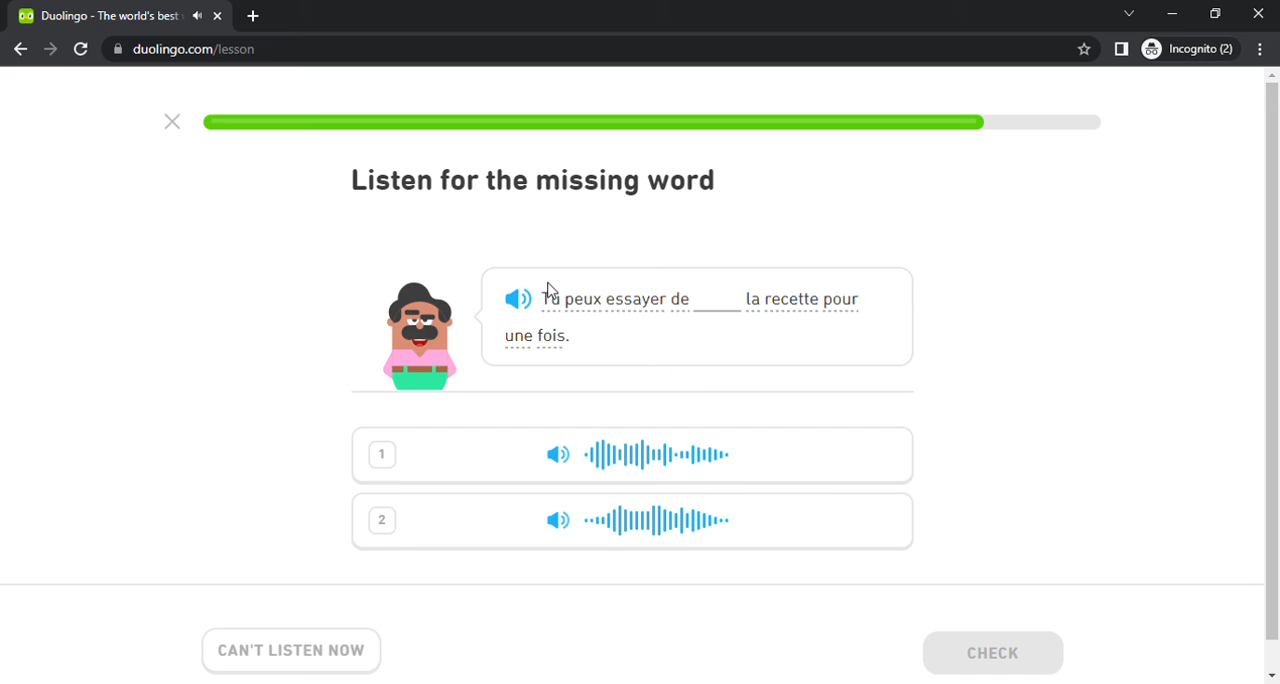 Duolingo - The world's best
duolingo.com/lesson
Incognito (2)
Listen for the missing word
Tu peux essayer de _____ la recette pour
une fois.
1
2
CAN'T LISTEN NOW
CHECK